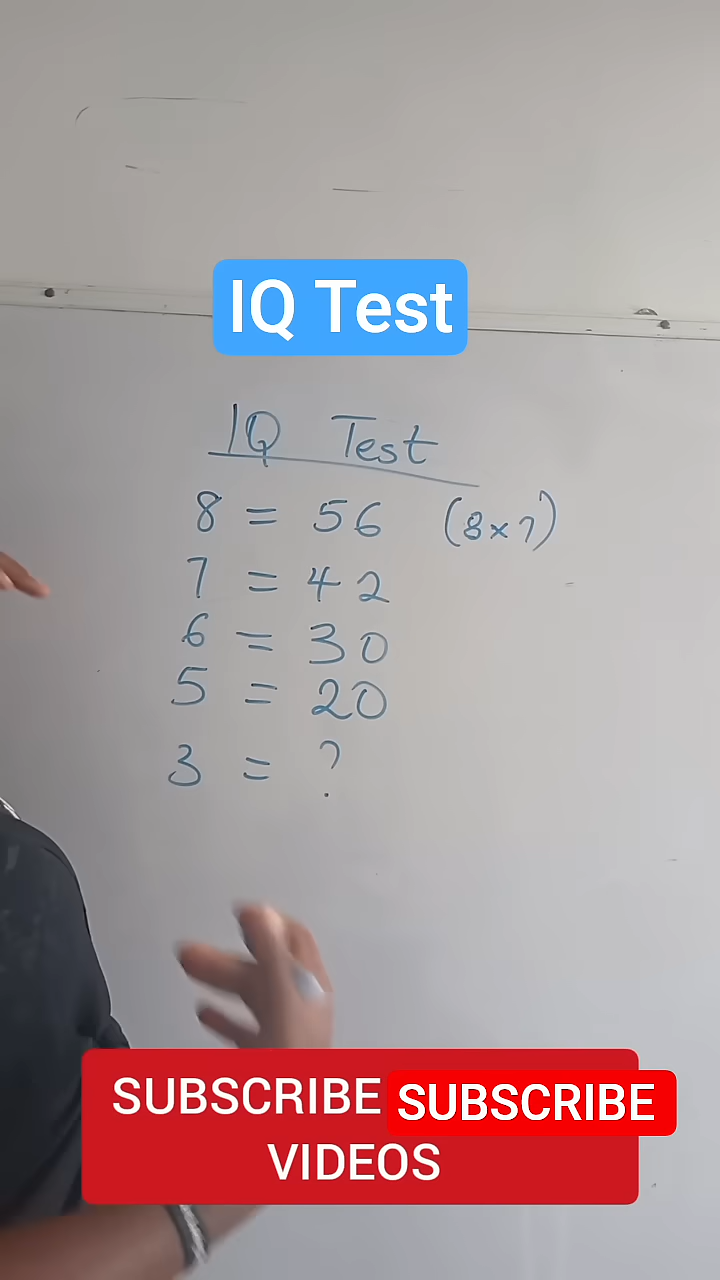 IQ Test
IQ Test
8 = 56 (8×7)
7 = 42
6 = 30
5 = 20
3 = ?
SUBSCRIBE SUBSCRIBE
VIDEOS